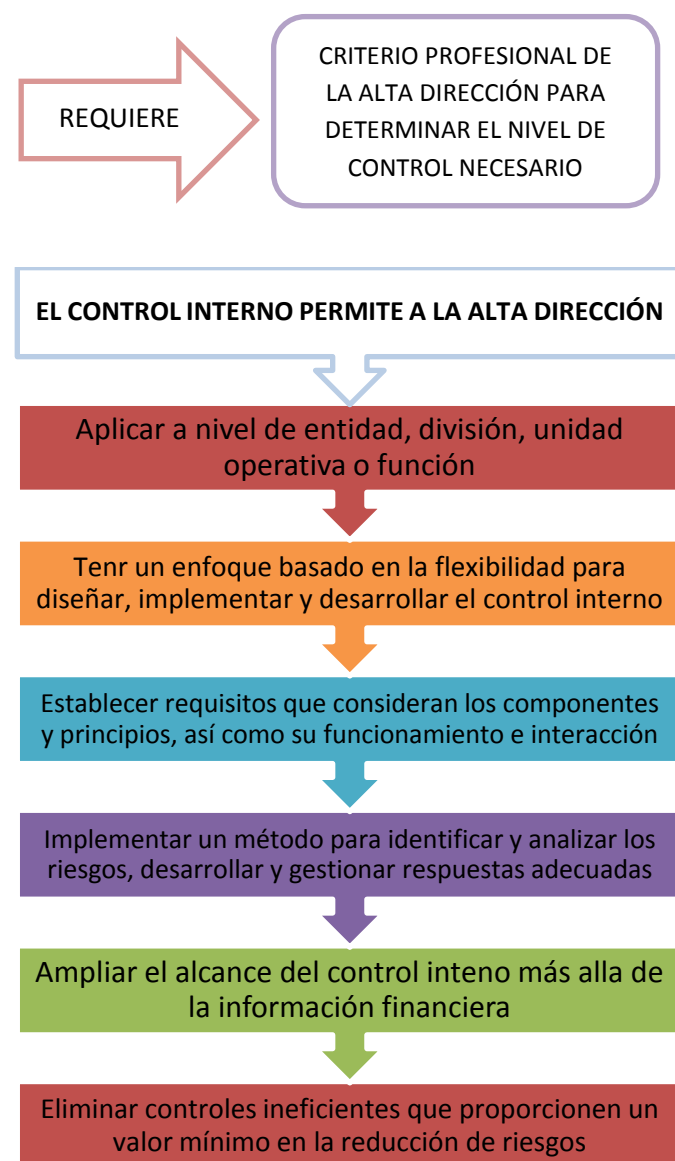 REQUIERE
CRITERIO PROFESIONAL DE
LA ALTA DIRECCIÓN PARA
DETERMINAR EL NIVEL DE
CONTROL NECESARIO
EL CONTROL INTERNO PERMITE A LA ALTA DIRECCIÓN
Aplicar a nivel de entidad, división, unidad
operativa o función
Tenr un enfoque basado en la flexibilidad para
diseñar, implementar y desarrollar el control interno
Establecer requisitos que consideran los componentes
y principios, así como su funcionamiento e interacción
Implementar un método para identificar y analizar los
riesgos, desarrollar y gestionar respuestas adecuadas
Ampliar el alcance del control inteno más alla de
la información financiera
Eliminar controles ineficientes que proporcionen un
valor mínimo en la reducción de riesgos